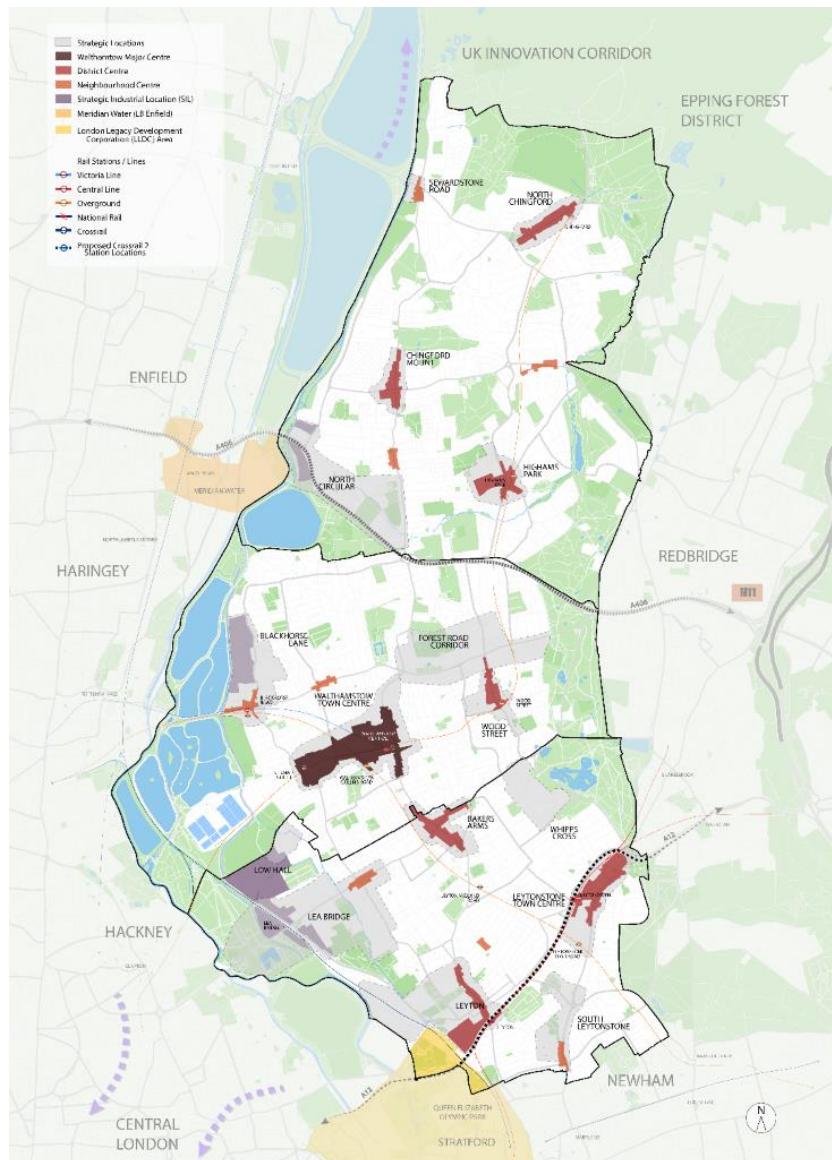 Strategic Locations
Walthamstow Major Centre
District Centre
Neighbourhood Centre
Strategic Industrial Location (SIL)
Meridian Water (LB Enfield)
London Legacy Development
Corporation (LLDC) Area
Rail Stations / Lines
Victoria Line
Central Line
Overground
National Rail
Crossrail
Proposed Crossrail 2
Station Locations
UK INNOVATION CORRIDOR
EPPING FOREST
DISTRICT
SEWARDSTONE
ROAD
NORTH
CHINGFORD
CHINGFORD
MOUNT
ENFIELD
A406
MERIDIAN WATER
NORTH
CIRCULAR
HIGHAMS
PARK
HARINGEY
REDBRIDGE
M11
A406
BLACKHORSE
LANE
FOREST ROAD
CORRIDOR
WALTHAMSTOW
TOWN CENTRE
WOOD
STREET
BAKERS
ARMS
WHIPPS
CROSS
A12
LOW HALL
LEA BRIDGE
LEYTONSTONE
TOWN CENTRE
HACKNEY
LEYTON
SOUTH
LEYTONSTONE
NEWHAM
A12
CENTRAL
LONDON
QUEEN ELIZABETH
OLYMPIC PARK
STRATFORD
N